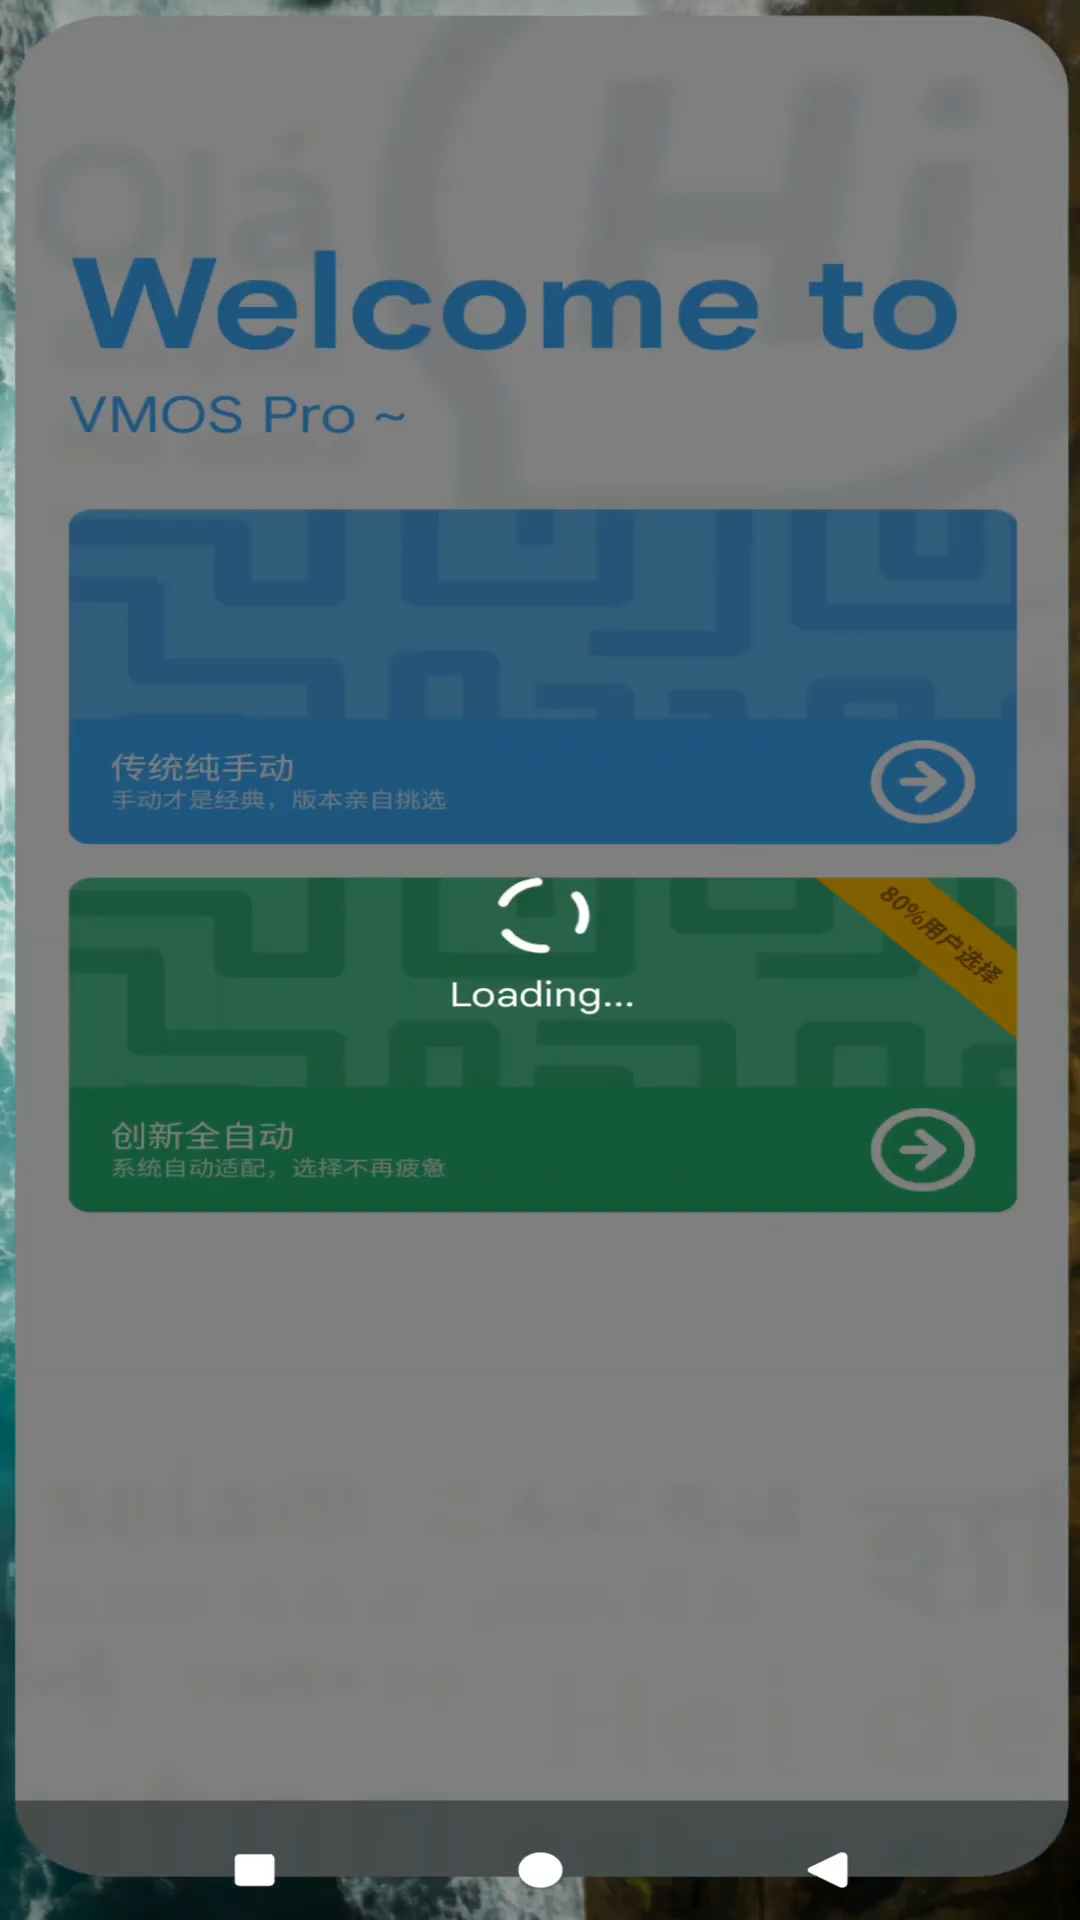 Olá
Hi
Welcome to
VMOS Pro ~
传统纯手动
手动才是经典，版本亲自挑选
80%用户选择
Loading...
创新全自动
系统自动适配，选择不再疲惫